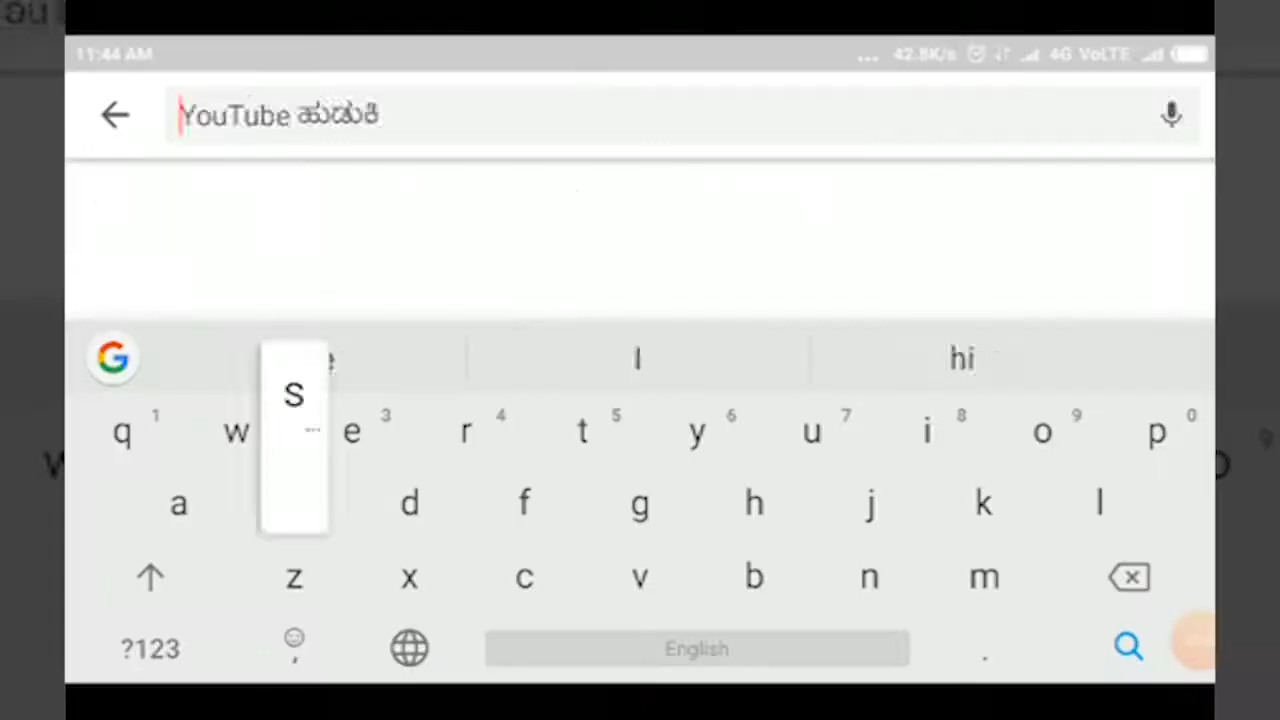 11:44 AM ... 42.8K/s 4G VoLTE
YouTube ಹುಡುಕಿ
I hi
S
q 1 w e 3 r 4 t 5 y 6 u 7 i 8 o 9 p 0
a d f g h j k l
z x c v b n m
?123 , English .